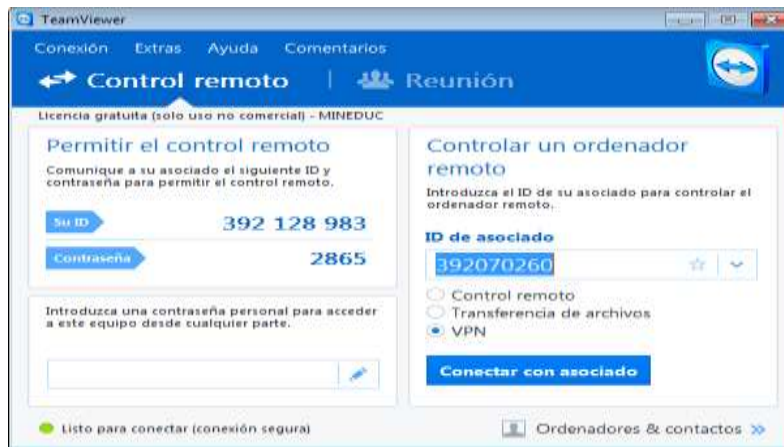 TeamViewer
Conexión Extras Ayuda Comentarios
Control remoto | Reunión
Licencia gratuita (solo uso no comercial) - MINEDUC
Permitir el control remoto
Comunique a su asociado el siguiente ID y
contraseña para permitir el control remoto.
Su ID 392 128 983
Contraseña 2865
Introduzca una contraseña personal para acceder
a este equipo desde cualquier parte.
Controlar un ordenador
remoto
Introduzca el ID de su asociado para controlar el
ordenador remoto.
ID de asociado
392070260
Control remoto
Transferencia de archivos
VPN
Conectar con asociado
Listo para conectar (conexión segura)
Ordenadores & contactos »